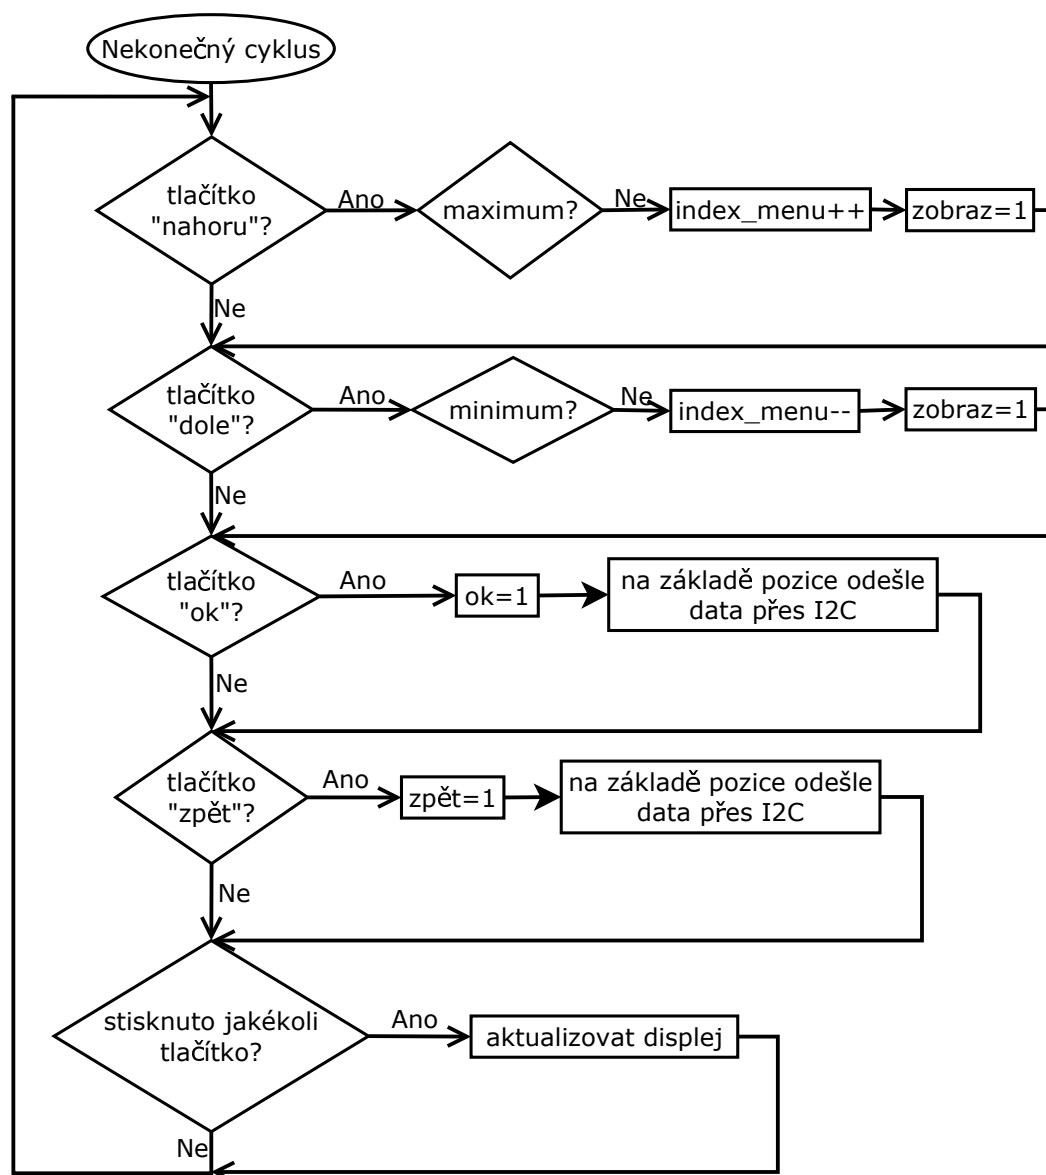 Nekonečný cyklus
tlačítko
"nahoru"?
Ano
maximum?
Ne
index_menu++
zobraz=1
Ne
tlačítko
"dole"?
Ano
minimum?
Ne
index_menu--
zobraz=1
Ne
tlačítko
"ok"?
Ano
ok=1
na základě pozice odešle
data přes I2C
Ne
tlačítko
"zpět"?
Ano
zpět=1
na základě pozice odešle
data přes I2C
Ne
stisknuto jakékoli
tlačítko?
Ano
aktualizovat displej
Ne